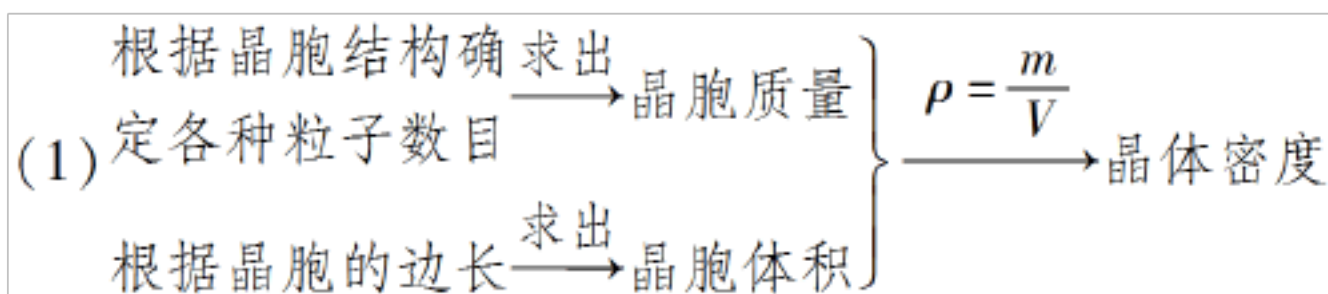 (1) 根据晶胞结构确定各种粒子数目 求出→ 晶胞质量
根据晶胞的边长 求出→ 晶胞体积
ρ = m/V → 晶体密度